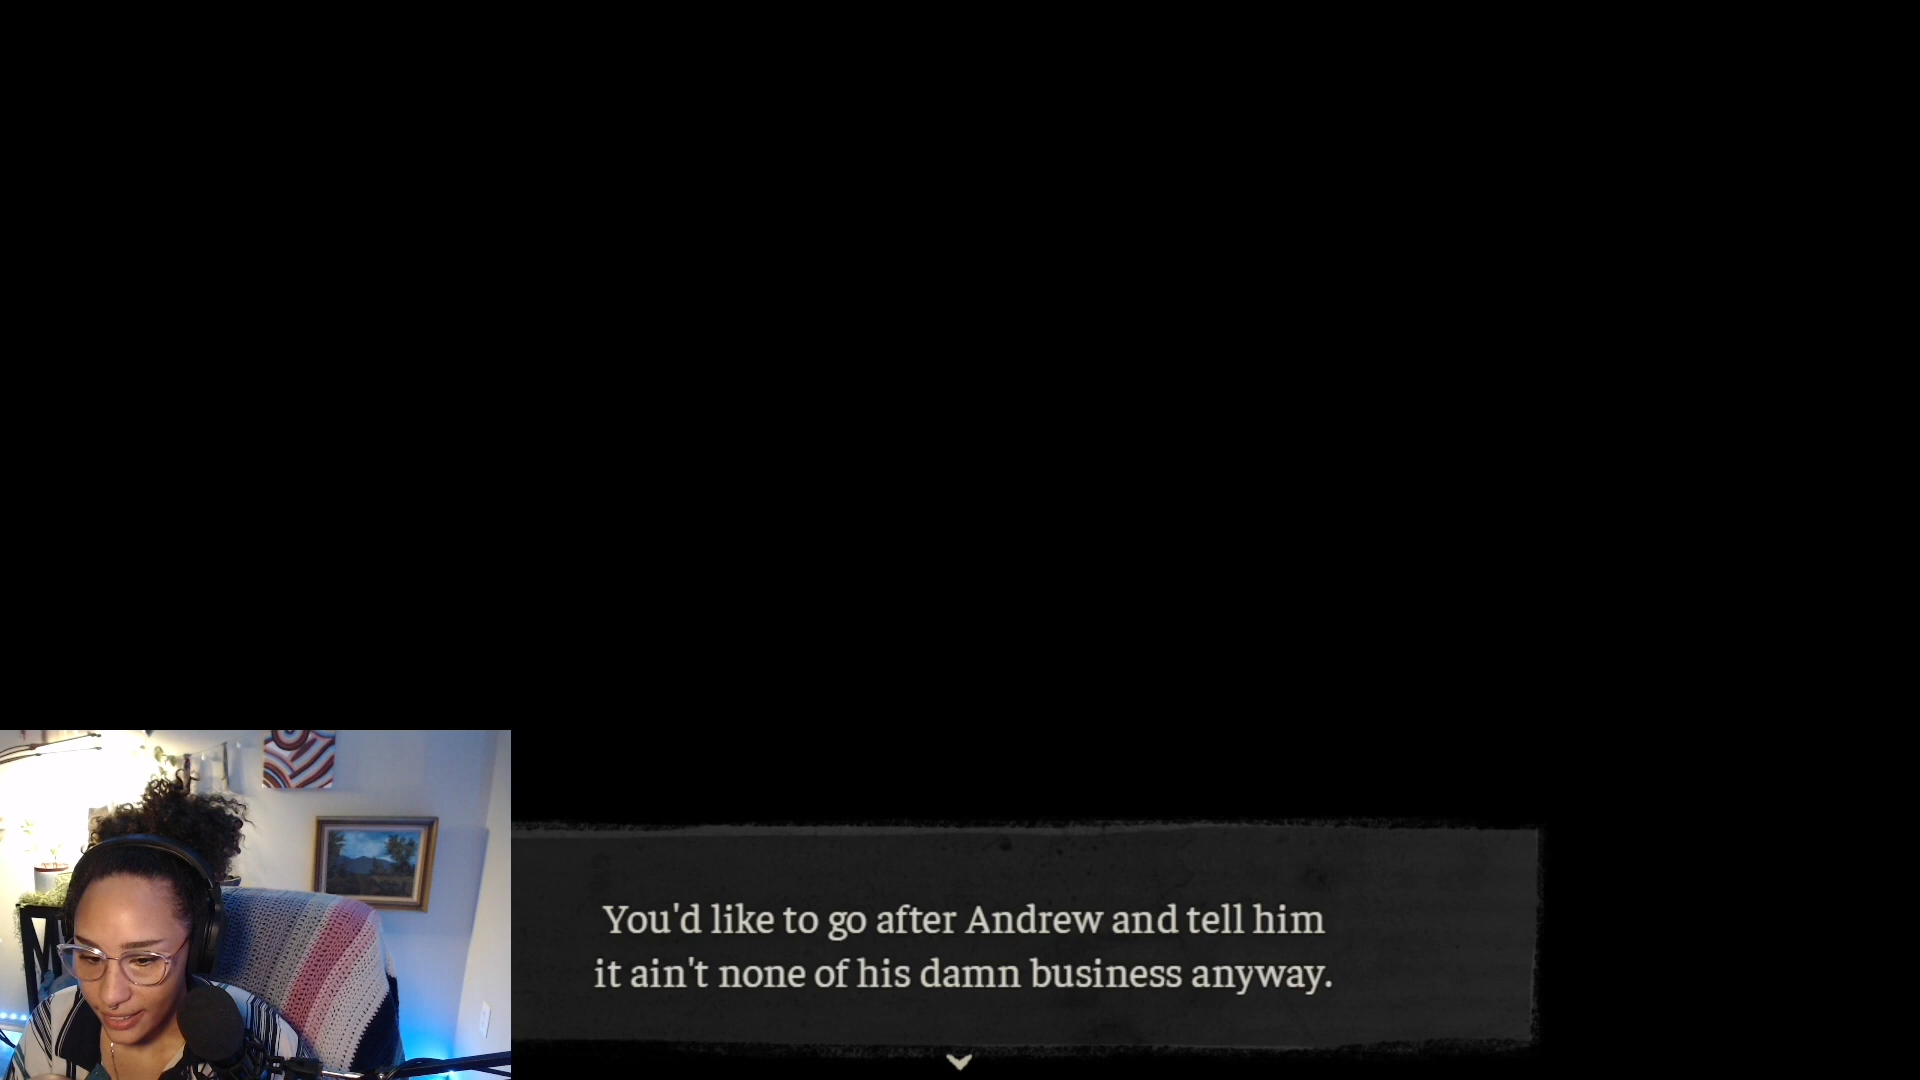 You'd like to go after Andrew and tell him
it ain't none of his damn business anyway.